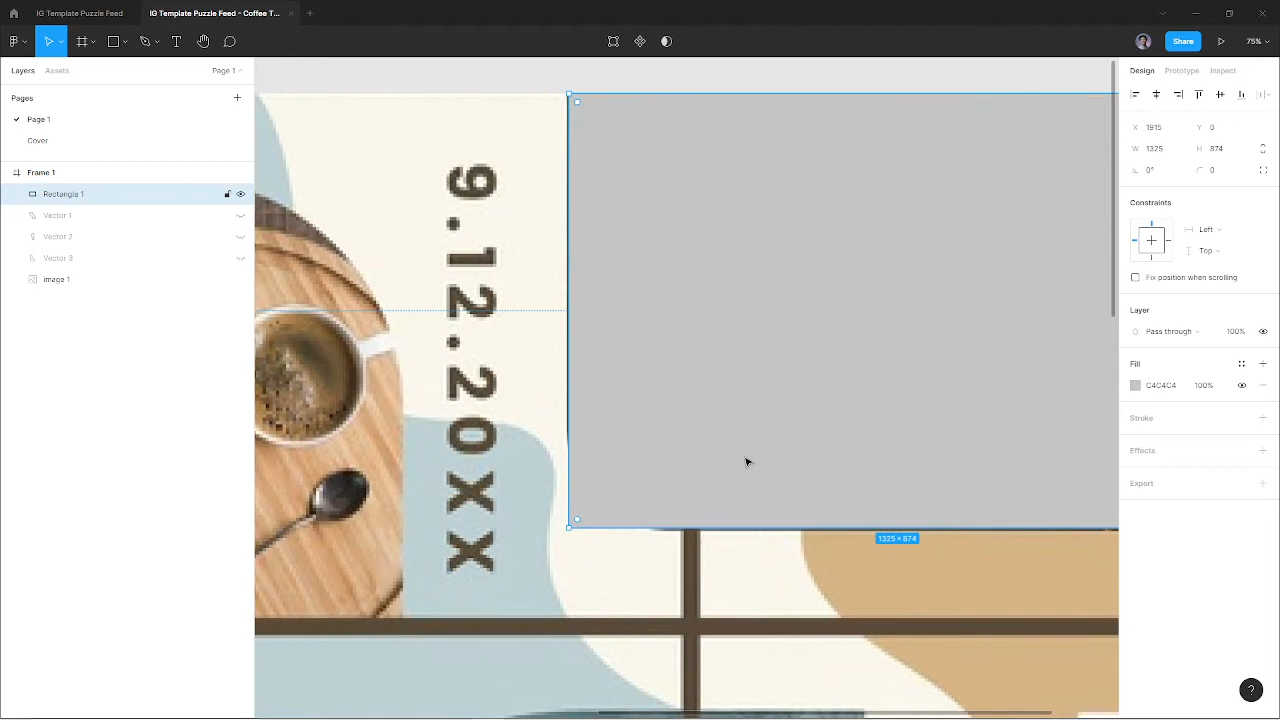 IG Template Puzzle Feed
IG Template Puzzle Feed - Coffee T...
Share
75%
Layers
Assets
Page 1
Pages
Page 1
Cover
Frame 1
Rectangle 1
Vector 1
Vector 2
Vector 3
image 1
9.12.20XX
1325 × 874
Design
Prototype
Inspect
X 1915
Y 0
W 1325
H 874
0°
0
Constraints
Left
Top
Fix position when scrolling
Layer
Pass through
100%
Fill
C4C4C4
100%
Stroke
Effects
Export
?